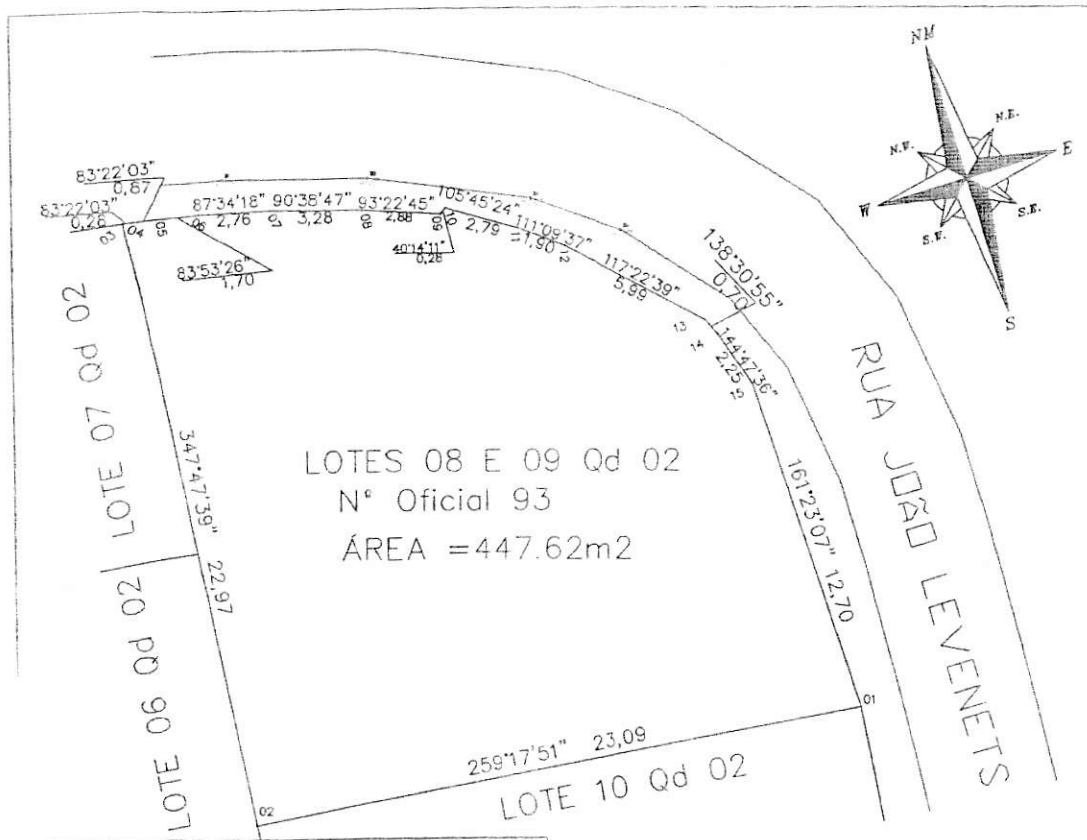 NM
N.E.
N.W.
E
W
S.E.
S.W.
S
83°22'03"
0,87
83°22'03"
0,26
03
04
05
06
87°34'18"
2,76
07
90°38'47"
3,28
08
93°22'45"
2,88
09
10
105°45'24"
2,79
11
111°09'37"
1,90
12
40°14'11"
0,28
83°53'26"
1,70
117°22'39"
5,99
138°30'55"
0,70
13
14
144°47'36"
2,25
15
161°23'07" 12,70
RUA JOÃO LEVENETS
LOTE 07 Qd 02
347°47'39" 22,97
LOTES 08 E 09 Qd 02
N° Oficial 93
ÁREA =447.62m2
LOTE 06 Qd 02
01
259°17'51" 23,09
02
LOTE 10 Qd 02